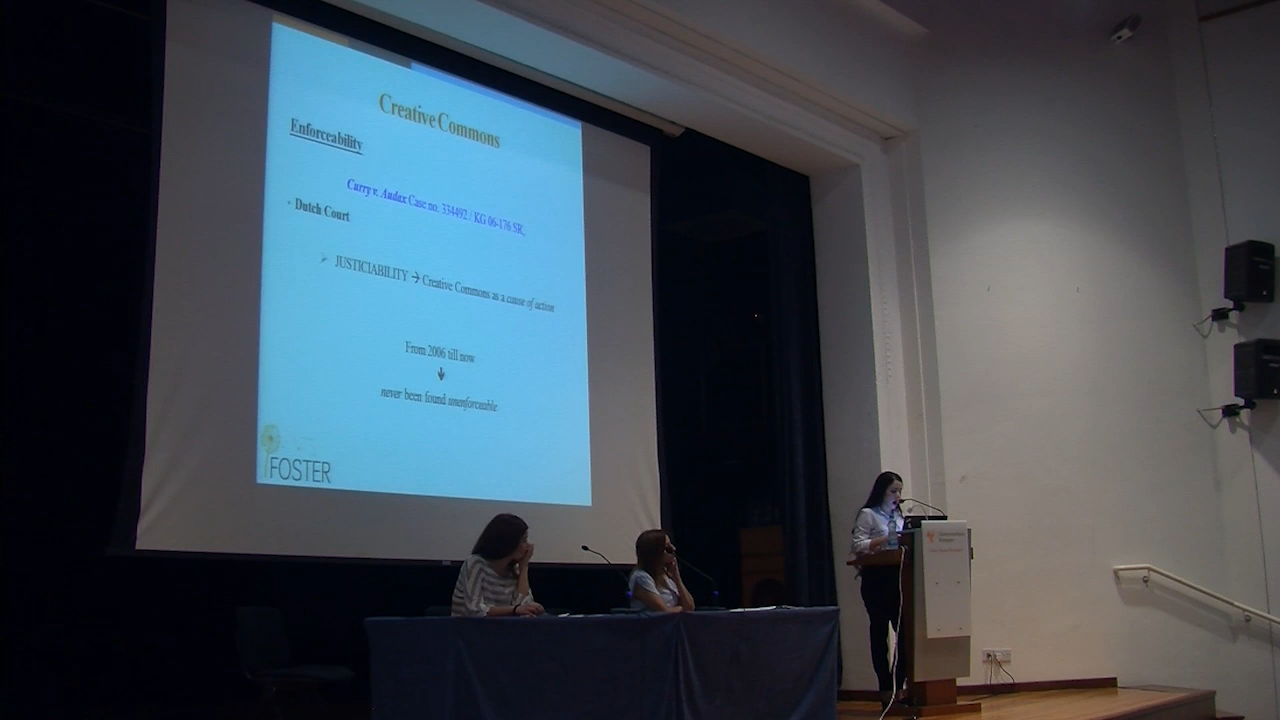 Creative Commons
Enforceability
Curry v. Audax Case no. 334492 / KG 06-176 SR,
• Dutch Court
➢ JUSTICIABILITY → Creative Commons as a cause of action
From 2006 till now
↓
never been found unenforceable
FOSTER